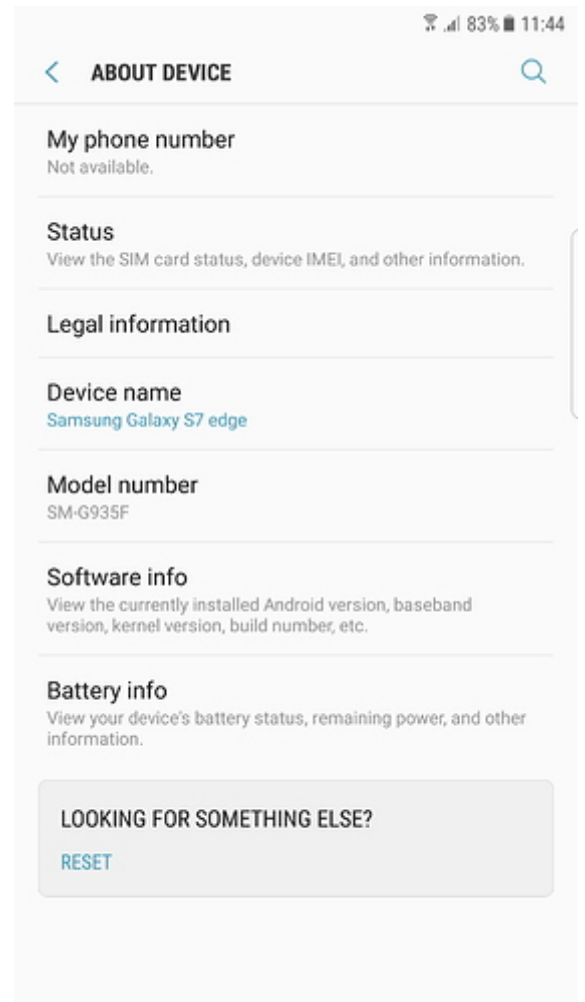 83% 11:44
ABOUT DEVICE
My phone number
Not available.
Status
View the SIM card status, device IMEI, and other information.
Legal information
Device name
Samsung Galaxy S7 edge
Model number
SM-G935F
Software info
View the currently installed Android version, baseband
version, kernel version, build number, etc.
Battery info
View your device's battery status, remaining power, and other
information.
LOOKING FOR SOMETHING ELSE?
RESET